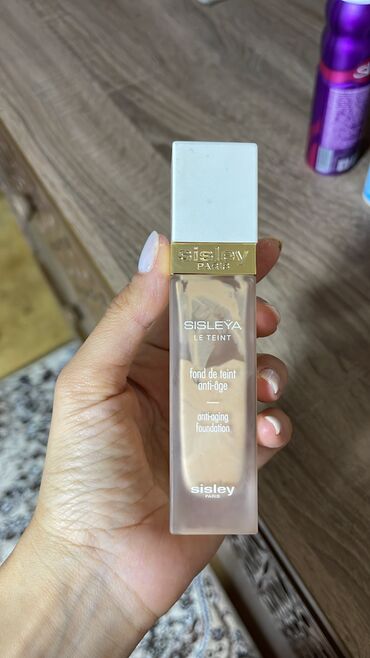 sisley
PARIS
SISLEŸA
LE TEINT
fond de teint
anti-âge
anti-aging
foundation
sisley
PARIS